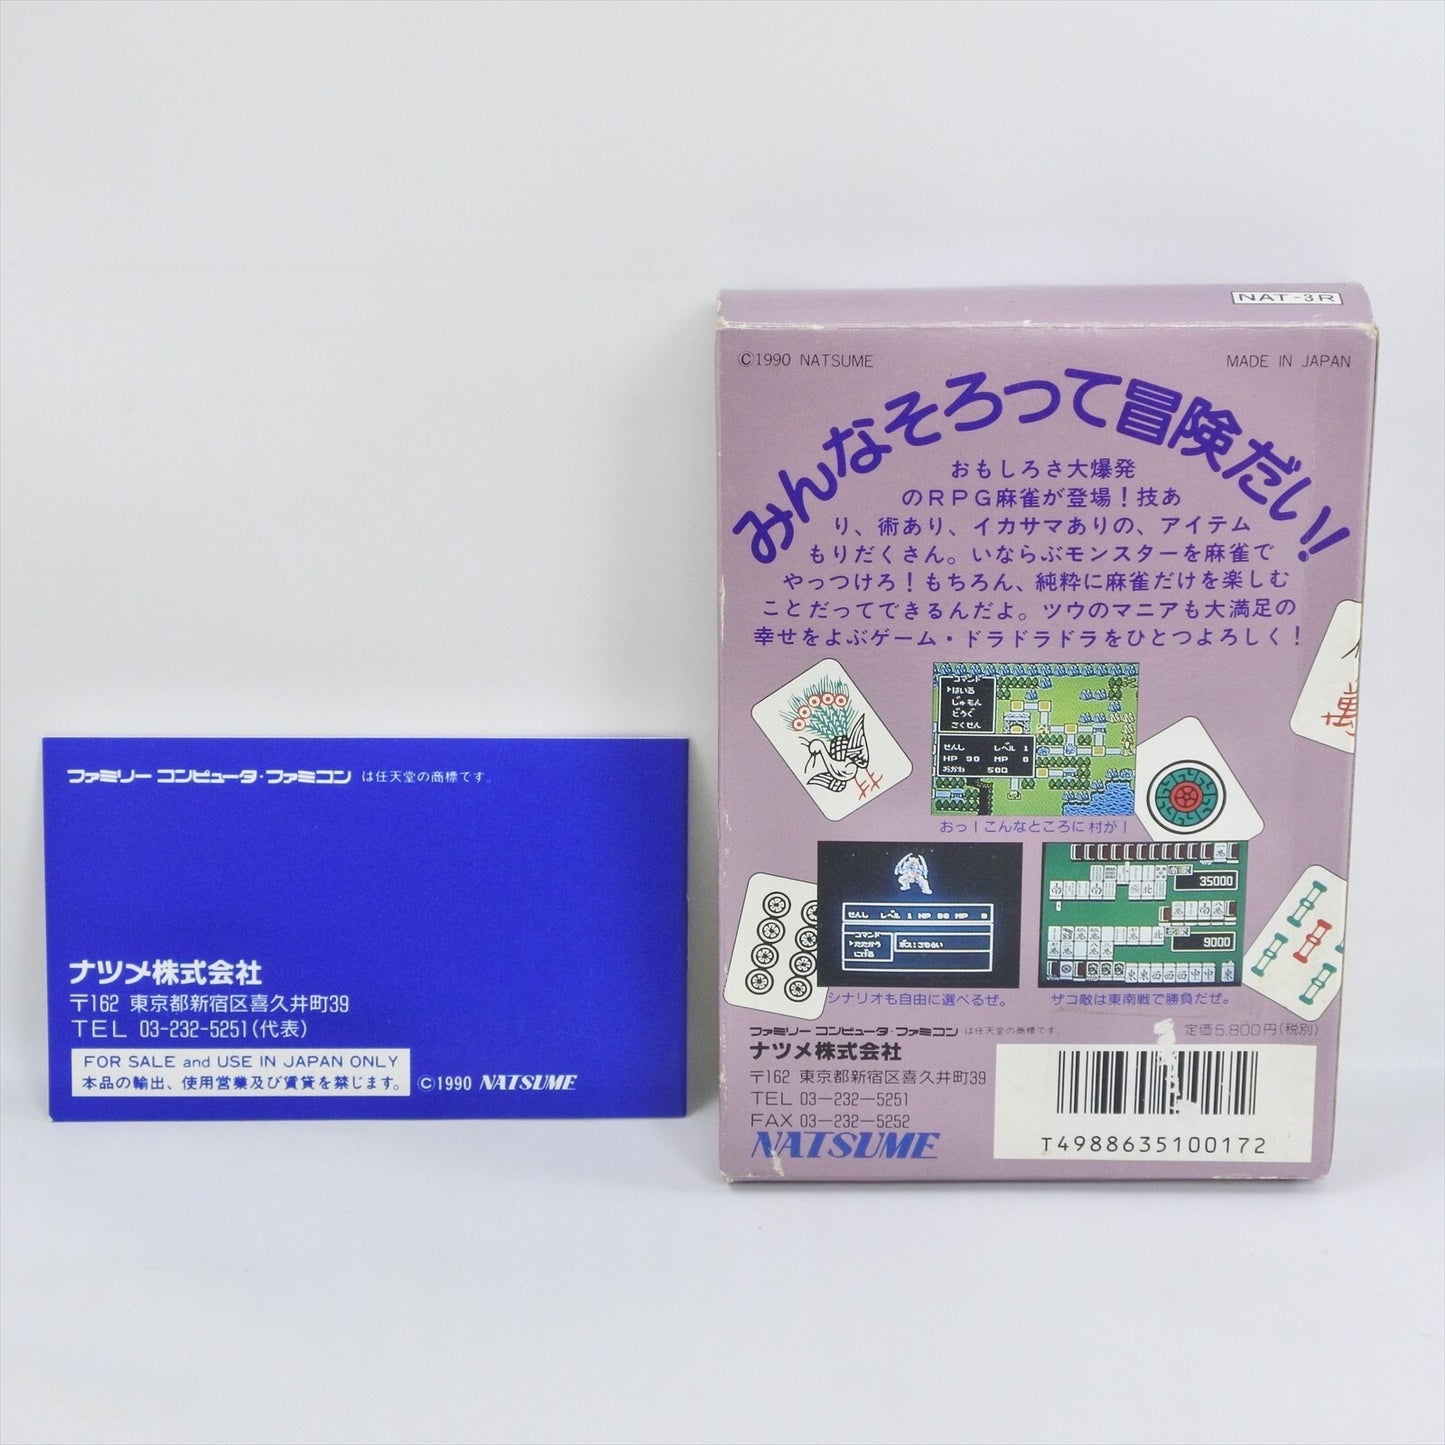 ファミリー コンピュータ・ファミコン は任天堂の商標です。
ナツメ株式会社
〒162 東京都新宿区喜久井町39
TEL 03-232-5251(代表)
FOR SALE and USE IN JAPAN ONLY
本品の輸出、使用営業及び賃貸を禁じます。
©1990 NATSUME
NAT-3R
©1990 NATSUME
MADE IN JAPAN
みんなそろって冒険だい!!
おもしろさ大爆発
のRPG麻雀が登場!技あ
り、術あり、イカサマありの、アイテム
もりだくさん。いならぶモンスターを麻雀で
やっつけろ!もちろん、純粋に麻雀だけを楽しむ
ことだってできるんだよ。ツウのマニアも大満足の
幸せをよぶゲーム・ドラドラドラをひとつよろしく!
コマンド
はいる
じゅもん
どうぐ
さくせん
せんし レベル 1
HP 90 MP 0
おかね 50G
おっ!こんなところに村が!
せんし レベル 1 HP MP 0
コマンド
たたかう
にげる
35000
9000
シナリオも自由に選べるぜ。
ザコ敵は東南戦で勝負だぜ。
ファミリー コンピュータ・ファミコン は任天堂の商標です。
定価5,800円(税別)
ナツメ株式会社
〒162 東京都新宿区喜久井町39
TEL 03-232-5251
FAX 03-232-5252
NATSUME
T4988635100172